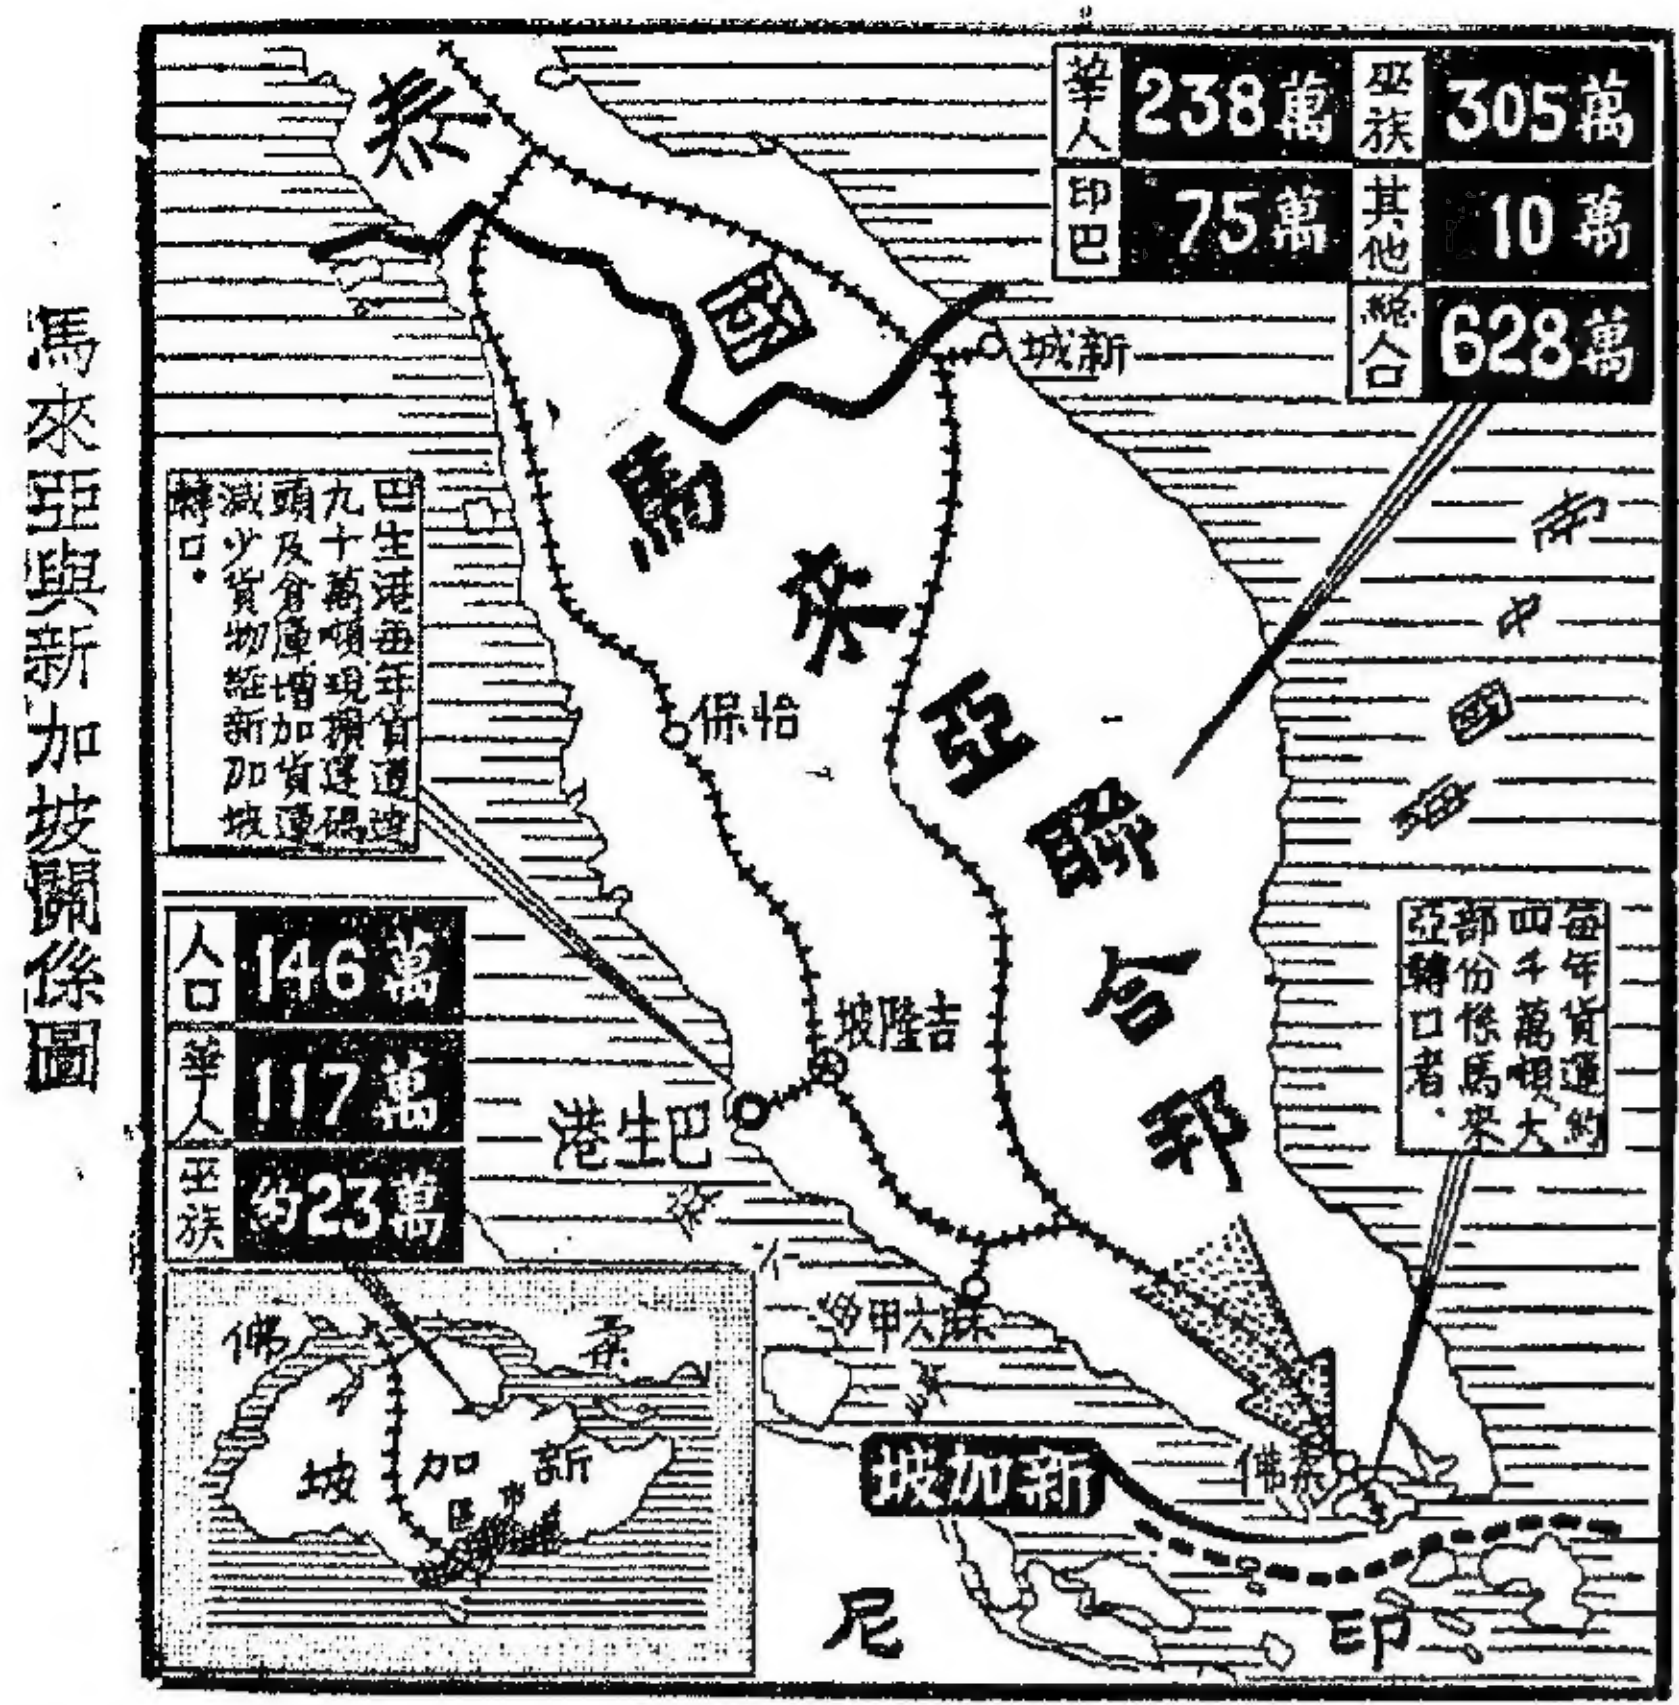 馬來亞與新加坡關係圖
華人 238萬 巫族 305萬
印巴 75萬 其他 10萬
總人口 628萬
泰國
新城
馬來亞聯合邦
南中國海
巴生港每年貨運達
九十萬噸現擴建碼
頭及倉庫增加貨運
減少貨物經新加坡
轉口.
怡保
吉隆坡
巴生港
每年貨運約
四千萬噸、大
部份係馬來
亞轉口者.
人口 146萬
華人 117萬
巫族 約23萬
麻六甲
柔佛
新加坡
印尼
柔佛
新加坡
市區